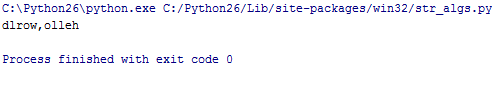 C:\Python26\python.exe C:/Python26/Lib/site-packages/win32/str_algs.py
dlrow,olleh
Process finished with exit code 0